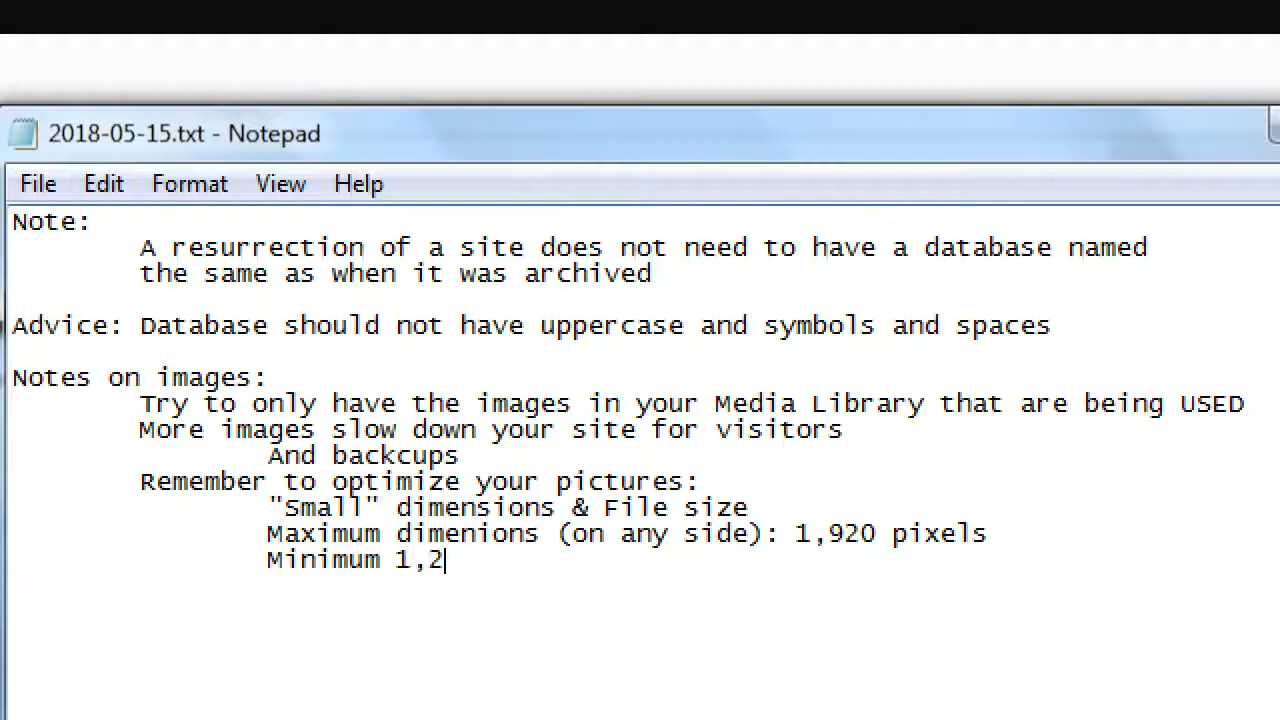 2018-05-15.txt - Notepad
File Edit Format View Help
Note:
A resurrection of a site does not need to have a database named
the same as when it was archived
Advice: Database should not have uppercase and symbols and spaces
Notes on images:
Try to only have the images in your Media Library that are being USED
More images slow down your site for visitors
And backcups
Remember to optimize your pictures:
"Small" dimensions & File size
Maximum dimenions (on any side): 1,920 pixels
Minimum 1,2